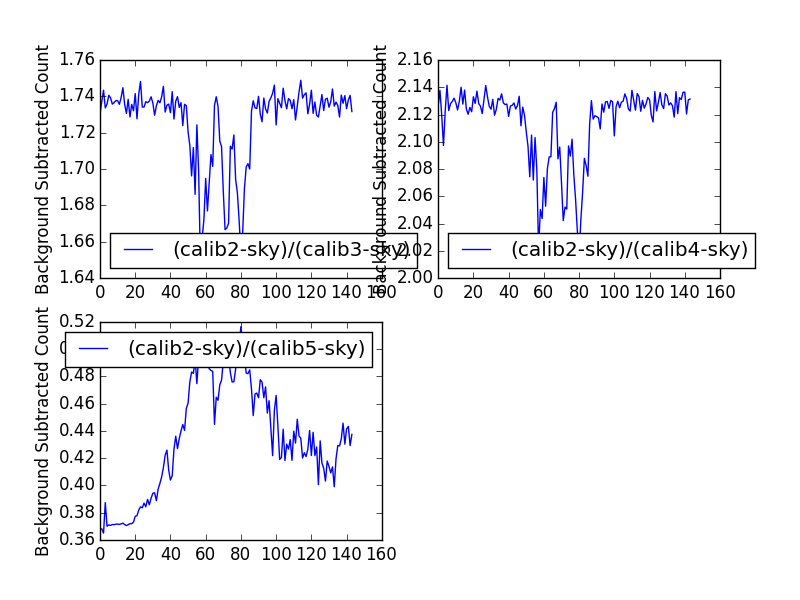 Background Subtracted Count
1.76
1.74
1.72
1.70
1.68
1.66
1.64
0 20 40 60 80 100 120 140 160
(calib2-sky)/(calib3-sky)
Background Subtracted Count
2.16
2.14
2.12
2.10
2.08
2.06
2.04
2.02
2.00
0 20 40 60 80 100 120 140 160
(calib2-sky)/(calib4-sky)
Background Subtracted Count
0.52
0.48
0.46
0.44
0.42
0.40
0.38
0.36
0 20 40 60 80 100 120 140 160
(calib2-sky)/(calib5-sky)